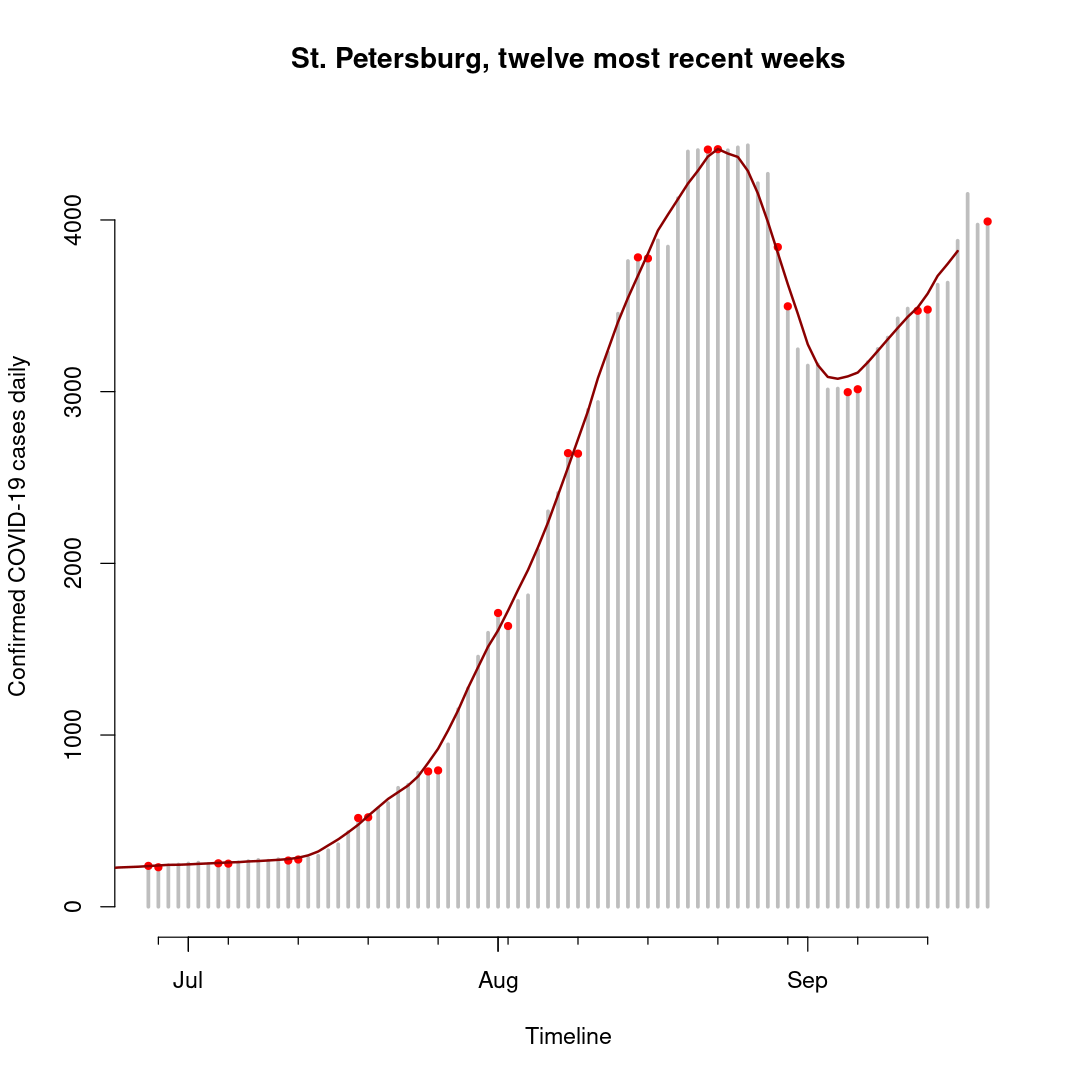 St. Petersburg, twelve most recent weeks
Confirmed COVID-19 cases daily
4000
3000
2000
1000
0
Jul Aug Sep
Timeline